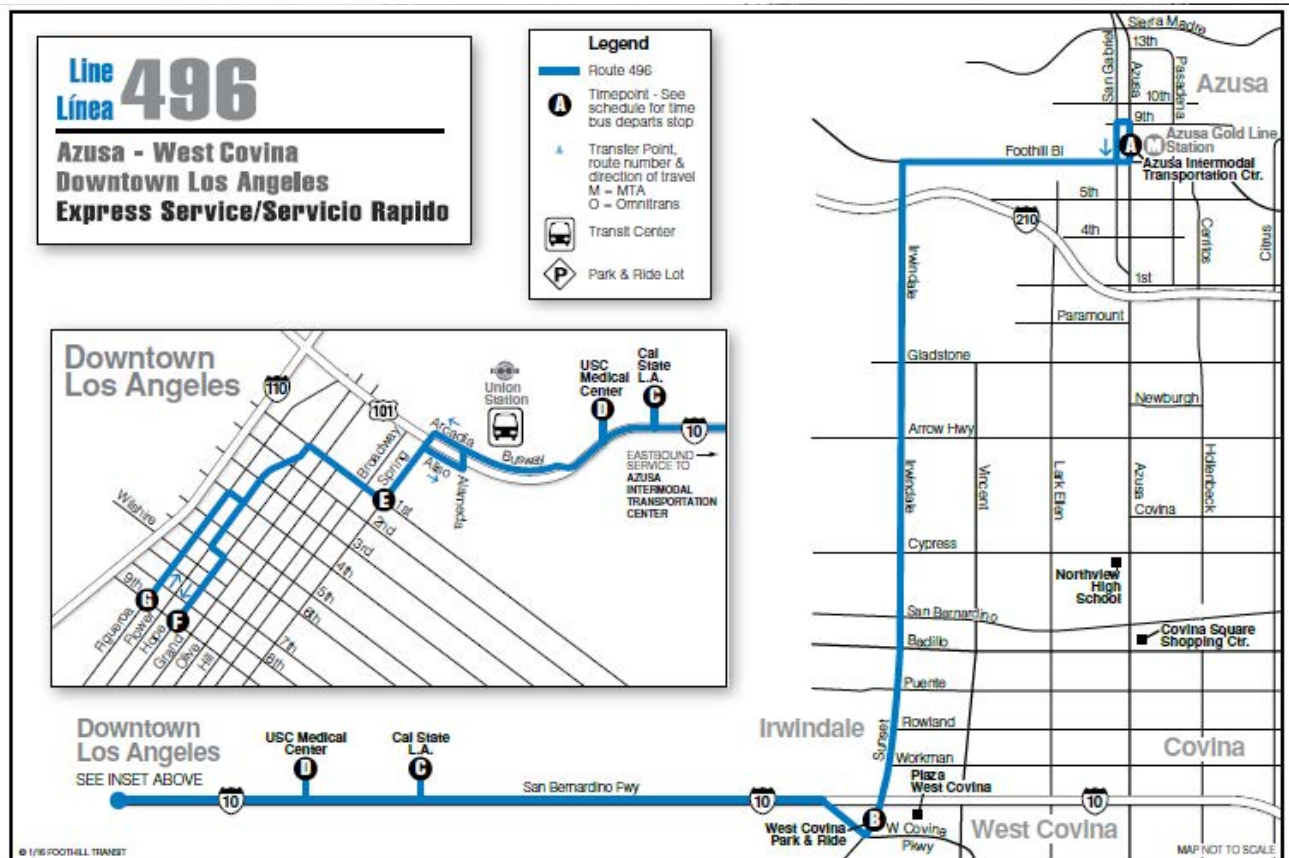 Line
Línea
496
Azusa - West Covina
Downtown Los Angeles
Express Service/Servicio Rapido
Legend
Route 496
A
Timepoint - See
schedule for time
bus departs stop
Transfer Point,
route number &
direction of travel
M = MTA
O = Omnitrans
Transit Center
P
Park & Ride Lot
Sierra Madre
San Gabriel
13th
Azusa
Pasadena
Azusa
10th
9th
A
M
Azusa Gold Line
Station
Azusa Intermodal
Transportation Ctr.
Foothill Bl
5th
210
4th
Cerritos
Citrus
1st
Irwindale
Paramount
Gladstone
Newburgh
Arrow Hwy
Irwindale
Vincent
Lark Ellen
Azusa
Hollenbeck
Covina
Cypress
Northview
High
School
San Bernardino
Badillo
Covina Square
Shopping Ctr.
Puente
Irwindale
Sunset
Rowland
Covina
Workman
Plaza
West Covina
10
B
West Covina
Park & Ride
W Covina
Pkwy
West Covina
Downtown
Los Angeles
110
101
Union
Station
USC
Medical
Center
D
Cal
State
L.A.
C
10
Broadway
Spring
Arcadia
Aliso
Busway
Alameda
EASTBOUND
SERVICE TO
AZUSA
INTERMODAL
TRANSPORTATION
CENTER
E
1st
2nd
3rd
4th
5th
6th
7th
8th
Wilshire
9th
G
F
Figueroa
Flower
Hope
Grand
Olive
Hill
Downtown
Los Angeles
SEE INSET ABOVE
USC Medical
Center
D
Cal State
L.A.
C
10
San Bernardino Fwy
10
© 1/16 FOOTHILL TRANSIT
MAP NOT TO SCALE